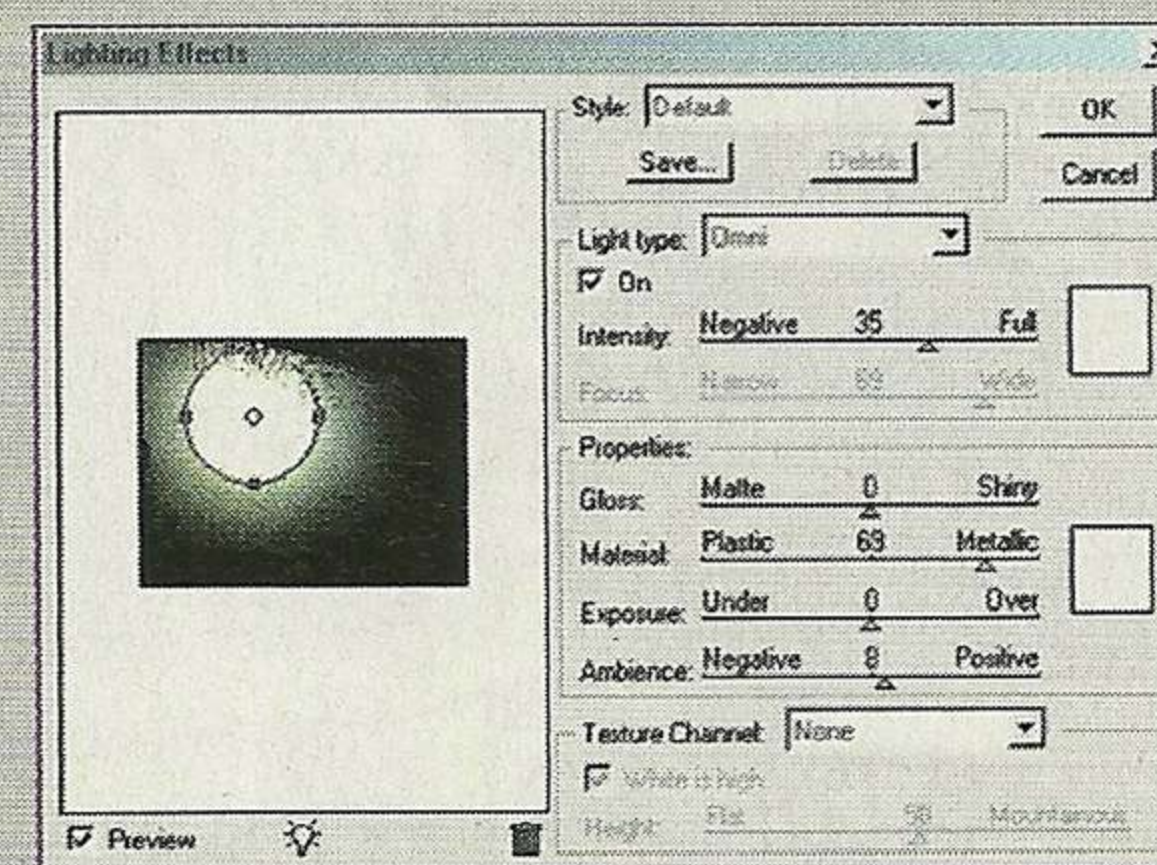 Lighting Effects
Style: Default
OK
Save...
Delete
Cancel
Light type: Omni
On
Intensity: Negative 35 Full
Focus: Narrow 69 Wide
Properties:
Gloss: Matte 0 Shiny
Material: Plastic 69 Metallic
Exposure: Under 0 Over
Ambience: Negative 8 Positive
Texture Channel: None
White is high
Height: Flat 50 Mountainous
Preview